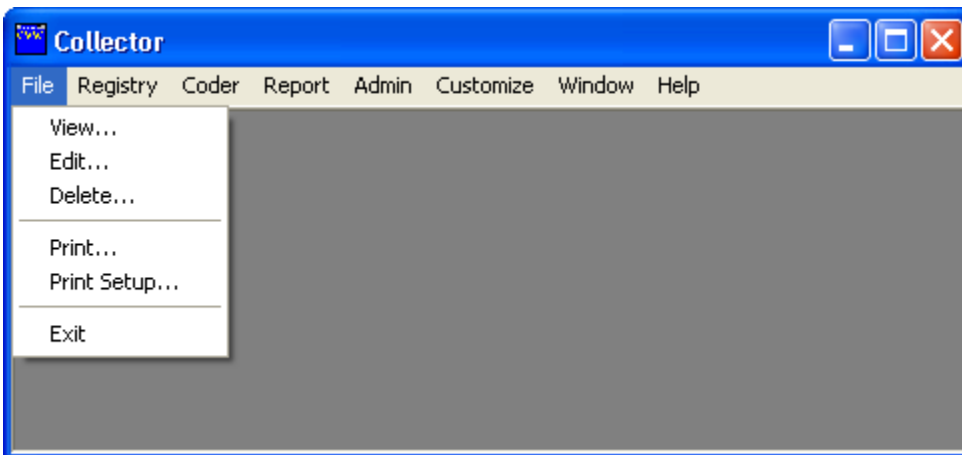 Collector
File Registry Coder Report Admin Customize Window Help
View...
Edit...
Delete...
Print...
Print Setup...
Exit